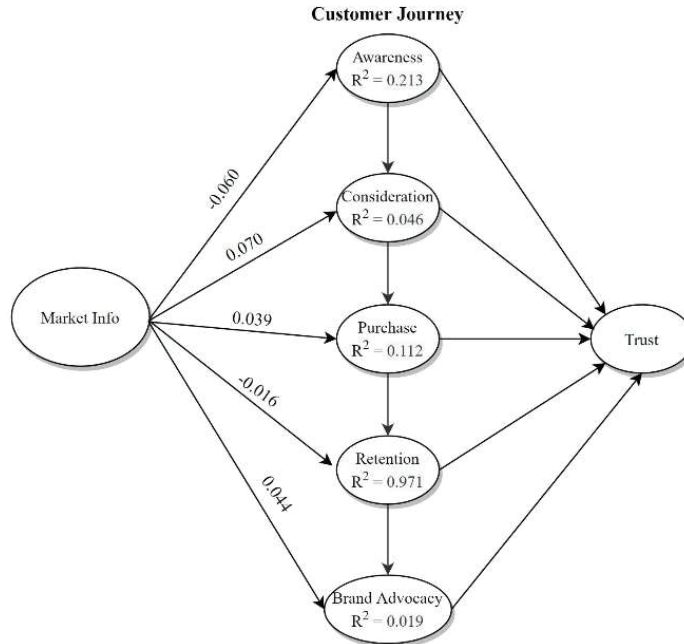 Customer Journey
Awareness
R² = 0.213
-0.060
Consideration
R² = 0.046
0.070
Market Info
0.039
Purchase
R² = 0.112
Trust
-0.016
Retention
R² = 0.971
0.044
Brand Advocacy
R² = 0.019